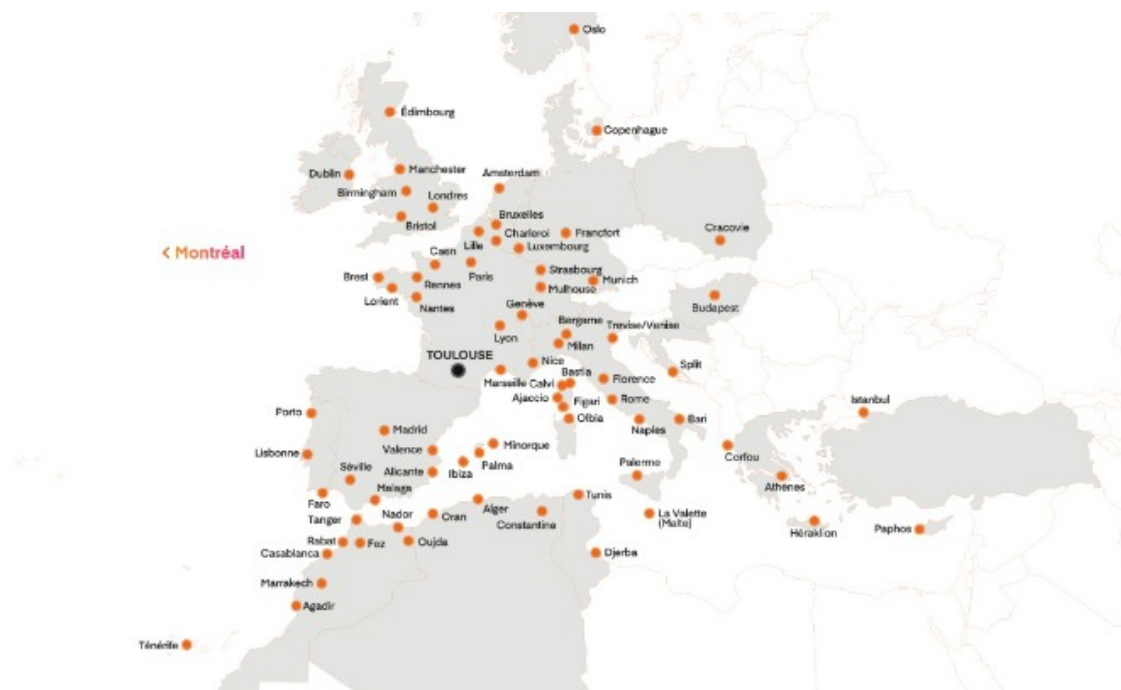 Oslo
Édimbourg
Copenhague
Dublin
Manchester
Amsterdam
Birmingham
Londres
Bristol
Bruxelles
Charleroi
Francfort
Cracovie
Lille
Luxembourg
< Montréal
Caen
Paris
Strasbourg
Brest
Rennes
Munich
Mulhouse
Lorient
Nantes
Genève
Budapest
Bergame
Trévise/Venise
Lyon
Milan
TOULOUSE
Nice
Split
Bastia
Marseille
Calvi
Florence
Ajaccio
Figari
Rome
Istanbul
Porto
Olbia
Naples
Bari
Madrid
Minorque
Lisbonne
Valence
Palma
Corfou
Séville
Alicante
Ibiza
Palerme
Athènes
Malaga
Faro
Tunis
Tanger
Nador
Oran
Alger
Constantine
La Valette
(Malte)
Héraklion
Paphos
Rabat
Fez
Oujda
Casablanca
Djerba
Marrakech
Agadir
Ténérife